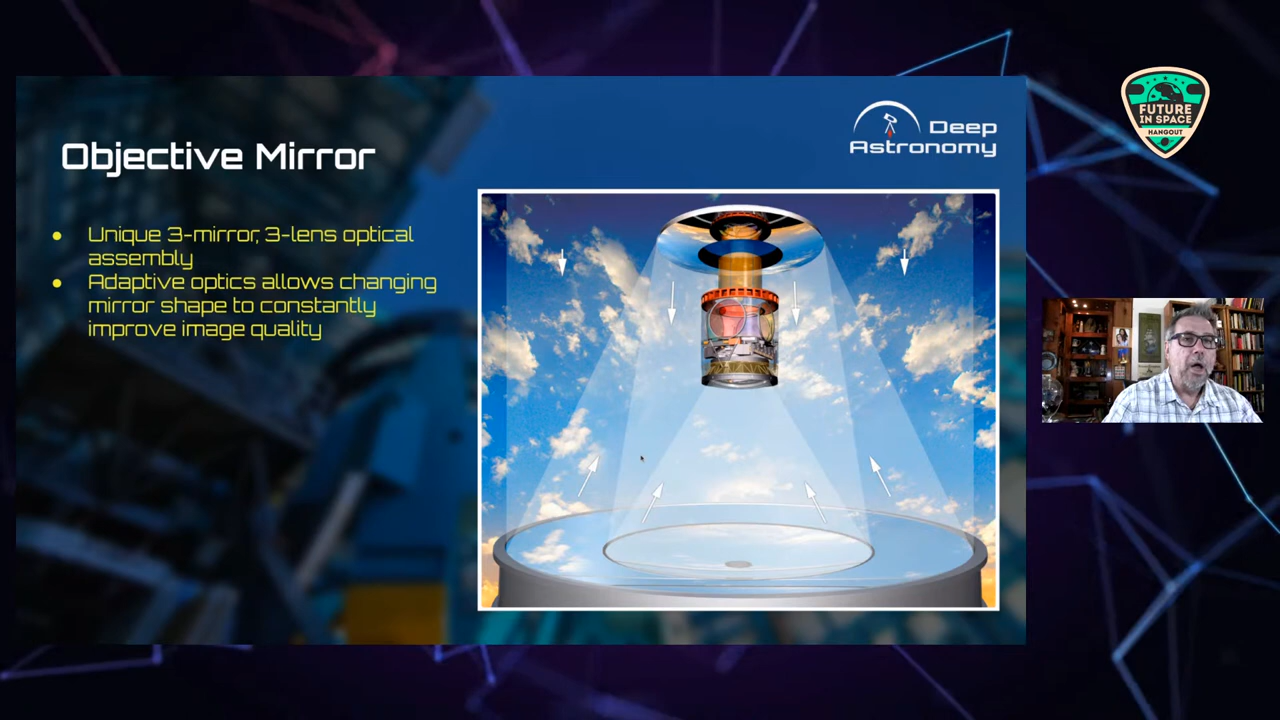 Objective Mirror
Unique 3-mirror, 3-lens optical
assembly
Adaptive optics allows changing
mirror shape to constantly
improve image quality
Deep
Astronomy
FUTURE
IN SPACE
HANGOUT